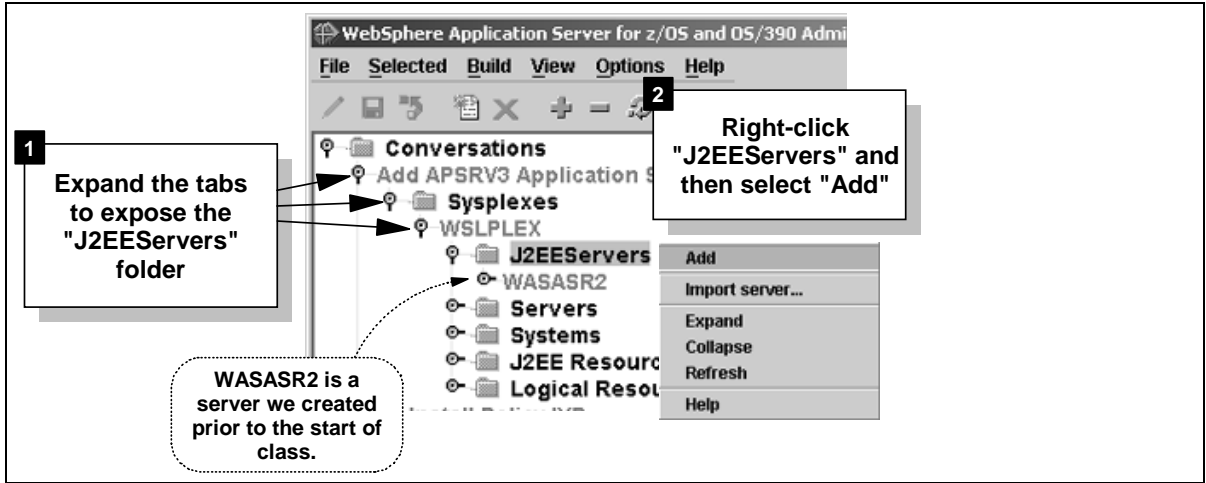 WebSphere Application Server for z/OS and OS/390 Admi
File Selected Build View Options Help
1
Expand the tabs
to expose the
"J2EEServers"
folder
2
Right-click
"J2EEServers" and
then select "Add"
Conversations
Add APSRV3 Application S
Sysplexes
WSLPLEX
J2EEServers
WASASR2
Servers
Systems
J2EE Resourc
Logical Resou
Add
Import server...
Expand
Collapse
Refresh
Help
WASASR2 is a
server we created
prior to the start of
class.